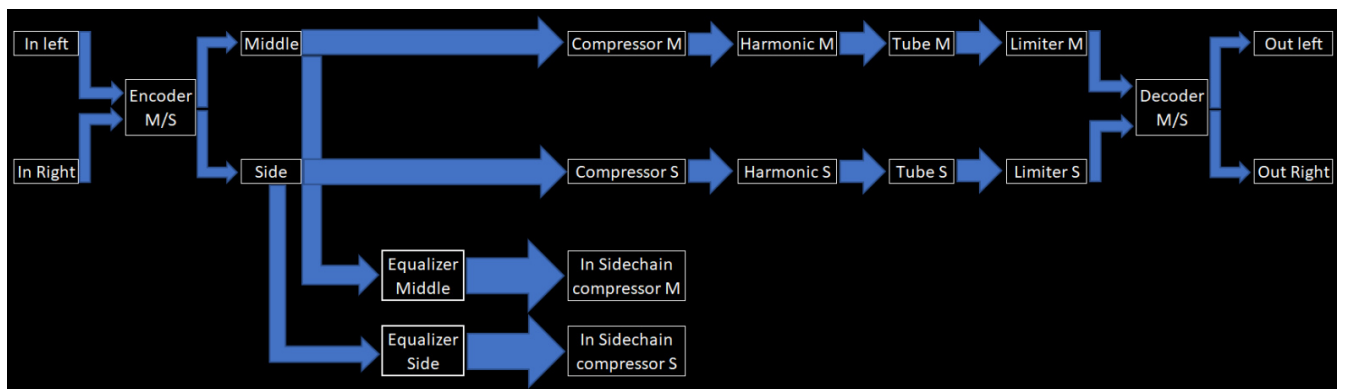 In left
Middle
Compressor M
Harmonic M
Tube M
Limiter M
Out left
Encoder
M/S
Decoder
M/S
In Right
Side
Compressor S
Harmonic S
Tube S
Limiter S
Out Right
Equalizer
Middle
In Sidechain
compressor M
Equalizer
Side
In Sidechain
compressor S